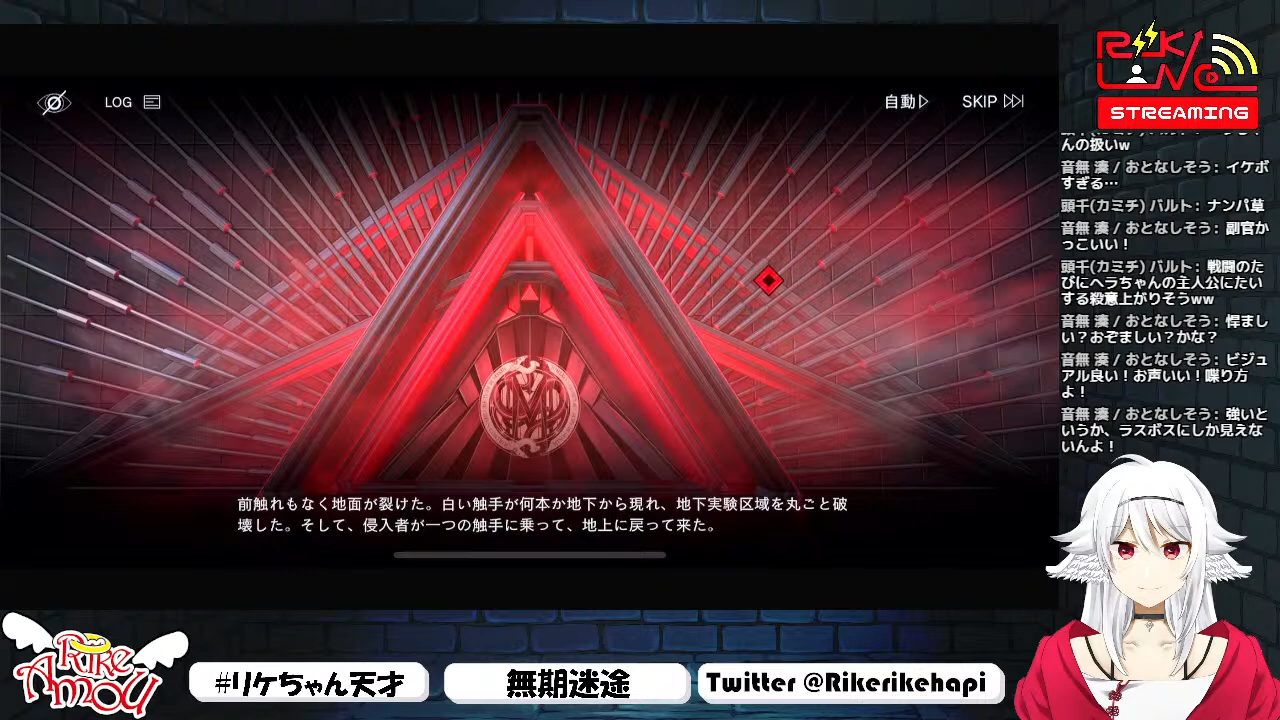 LOG
自動
SKIP
RIKE LIVE
STREAMING
んの扱いw
音無 湊 / おとなしそう: イケボ
すぎる…
頭千(カミチ) バルト: ナンパ草
音無 湊 / おとなしそう: 副官か
っこいい！
頭千(カミチ) バルト: 戦闘のた
びにヘラちゃんの主人公にたい
する殺意上がりそうww
音無 湊 / おとなしそう: 悍まし
い？おぞましい？かな？
音無 湊 / おとなしそう: ビジュ
アル良い！お声いい！喋り方
よ！
音無 湊 / おとなしそう: 強いと
いうか、ラスボスにしか見えな
いんよ！
前触れもなく地面が裂けた。白い触手が何本か地下から現れ、地下実験区域を丸ごと破
壊した。そして、侵入者が一つの触手に乗って、地上に戻って来た。
Rike
Amou
#リケちゃん天才
無期迷途
Twitter @Rikerikehapi